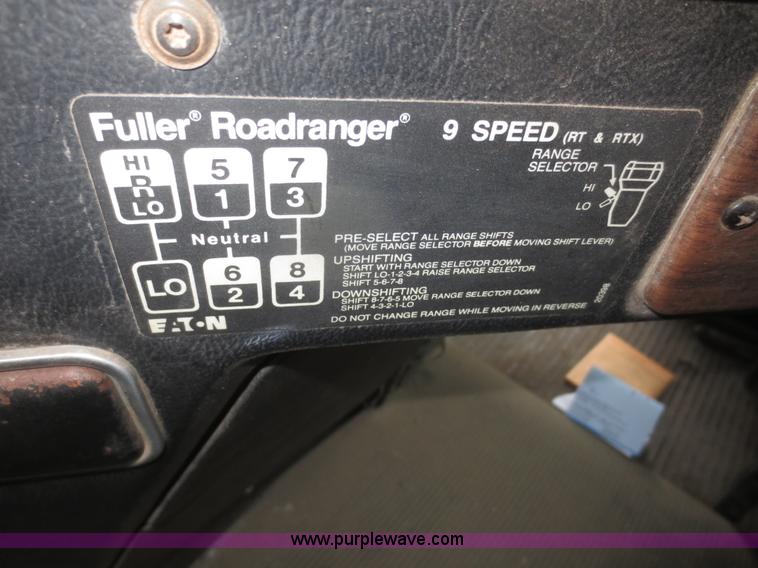 Fuller® Roadranger® 9 SPEED (RT & RTX)
RANGE
SELECTOR
HI
LO
HI 5 7
R
LO 1 3
Neutral
LO 6 8
2 4
PRE-SELECT ALL RANGE SHIFTS
(MOVE RANGE SELECTOR BEFORE MOVING SHIFT LEVER)
UPSHIFTING
START WITH RANGE SELECTOR DOWN
SHIFT LO-1-2-3-4 RAISE RANGE SELECTOR
SHIFT 5-6-7-8
DOWNSHIFTING
SHIFT 8-7-6-5 MOVE RANGE SELECTOR DOWN
SHIFT 4-3-2-1-LO
DO NOT CHANGE RANGE WHILE MOVING IN REVERSE
EATON
www.purplewave.com